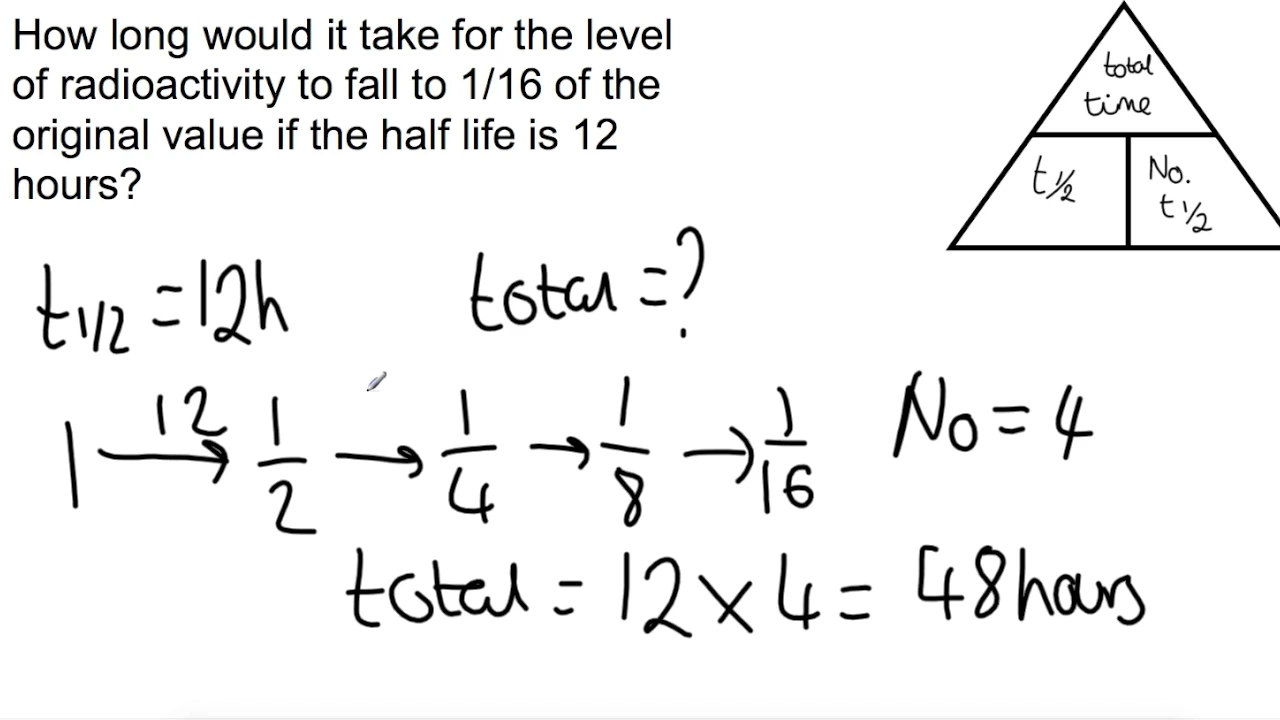 How long would it take for the level
of radioactivity to fall to 1/16 of the
original value if the half life is 12
hours?
total
time
t½
No.
t½
t1/2 = 12h
total = ?
1 →12 1/2 → 1/4 → 1/8 → 1/16
No = 4
total = 12 × 4 = 48 hours